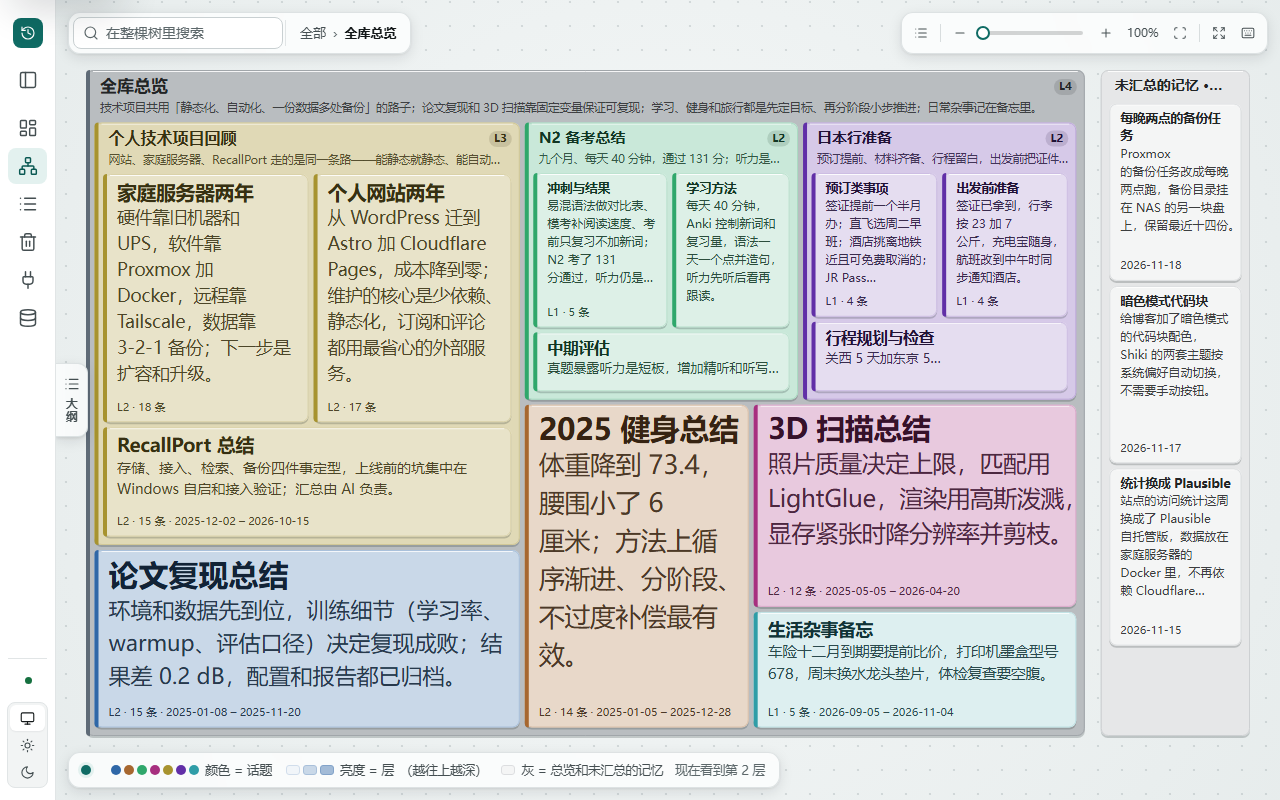 在整棵树里搜索
全部 › 全库总览
100%
全库总览
L4
技术项目共用「静态化、自动化、一份数据多处备份」的路子；论文复现和 3D 扫描靠固定变量保证可复现；学习、健身和旅行都是先定目标、再分阶段小步推进；日常杂事记在备忘里。
个人技术项目回顾
L3
网站、家庭服务器、RecallPort 走的是同一条路——能静态就静态、能自动…
家庭服务器两年
硬件靠旧机器和
UPS，软件靠
Proxmox 加
Docker，远程靠
Tailscale，数据靠
3-2-1 备份；下一步是
扩容和升级。
L2 · 18 条
个人网站两年
从 WordPress 迁到
Astro 加 Cloudflare
Pages，成本降到零；
维护的核心是少依赖、
静态化，订阅和评论
都用最省心的外部服
务。
L2 · 17 条
RecallPort 总结
存储、接入、检索、备份四件事定型，上线前的坑集中在
Windows 自启和接入验证；汇总由 AI 负责。
L2 · 15 条 · 2025-12-02 – 2026-10-15
论文复现总结
环境和数据先到位，训练细节（学习率、
warmup、评估口径）决定复现成败；结
果差 0.2 dB，配置和报告都已归档。
L2 · 15 条 · 2025-01-08 – 2025-11-20
N2 备考总结
L2
九个月、每天 40 分钟，通过 131 分；听力是…
冲刺与结果
易混语法做对比表、
模考补阅读速度、考
前只复习不加新词；
N2 考了 131
分通过，听力仍是…
L1 · 5 条
学习方法
每天 40 分钟，
Anki 控制新词和
复习量，语法一
天一个点并造句，
听力先听后看再
跟读。
中期评估
真题暴露听力是短板，增加精听和听写…
日本行准备
L2
预订提前、材料齐备、行程留白，出发前把证件…
预订类事项
签证提前一个半月
办；直飞选周二早
班；酒店挑离地铁
近且可免费取消的；
JR Pass…
L1 · 4 条
出发前准备
签证已拿到，行李
按 23 加 7
公斤，充电宝随身，
航班改到中午时同
步通知酒店。
L1 · 4 条
行程规划与检查
关西 5 天加东京 5…
2025 健身总结
体重降到 73.4，
腰围小了 6
厘米；方法上循
序渐进、分阶段、
不过度补偿最有
效。
L2 · 14 条 · 2025-01-05 – 2025-12-28
3D 扫描总结
照片质量决定上限，匹配用
LightGlue，渲染用高斯泼溅，
显存紧张时降分辨率并剪枝。
L2 · 12 条 · 2025-05-05 – 2026-04-20
生活杂事备忘
车险十二月到期要提前比价，打印机墨盒型号
678，周末换水龙头垫片，体检复查要空腹。
L1 · 5 条 · 2026-09-05 – 2026-11-04
未汇总的记忆 •…
每晚两点的备份任
务
Proxmox
的备份任务改成每晚
两点跑，备份目录挂
在 NAS 的另一块盘
上，保留最近十四份。
2026-11-18
暗色模式代码块
给博客加了暗色模式
的代码块配色，
Shiki 的两套主题按
系统偏好自动切换，
不需要手动按钮。
2026-11-17
统计换成 Plausible
站点的访问统计这周
换成了 Plausible
自托管版，数据放在
家庭服务器的
Docker 里，不再依
赖 Cloudflare…
2026-11-15
大
纲
颜色 = 话题
亮度 = 层 （越往上越深）
灰 = 总览和未汇总的记忆
现在看到第 2 层